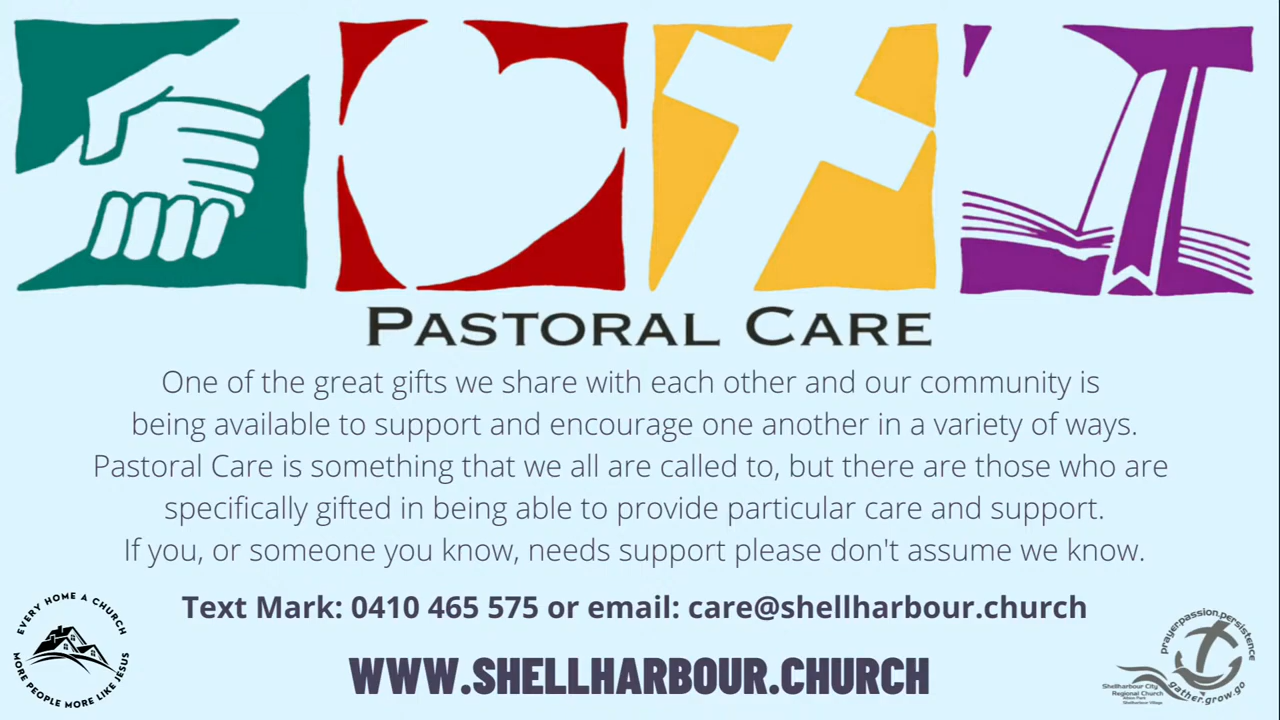 PASTORAL CARE
One of the great gifts we share with each other and our community is
being available to support and encourage one another in a variety of ways.
Pastoral Care is something that we all are called to, but there are those who are
specifically gifted in being able to provide particular care and support.
If you, or someone you know, needs support please don't assume we know.
Text Mark: 0410 465 575 or email: care@shellharbour.church
WWW.SHELLHARBOUR.CHURCH
EVERY HOME A CHURCH
MORE PEOPLE MORE LIKE JESUS
prayer.passion.persistence
gather.grow.go
Shellharbour City
Regional Church
Albion Park
Shellharbour Village